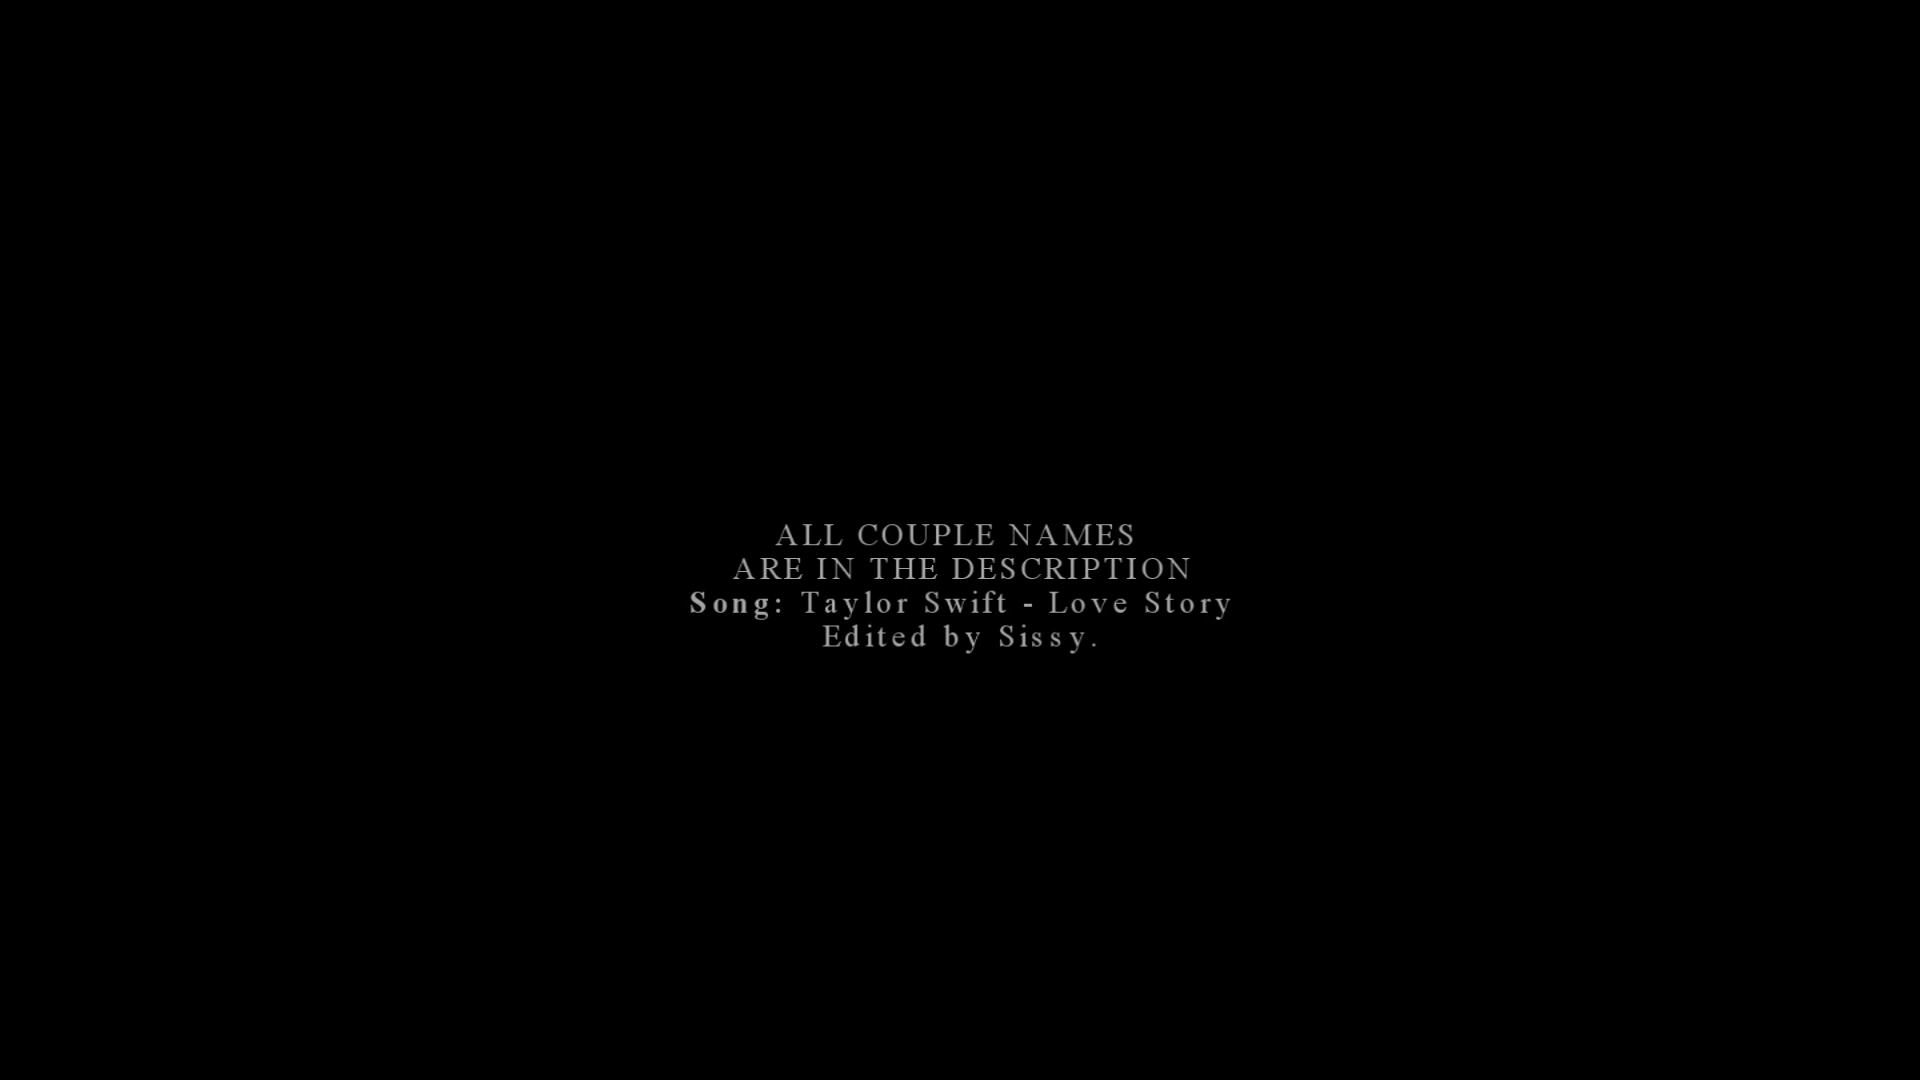 ALL COUPLE NAMES
ARE IN THE DESCRIPTION
Song: Taylor Swift - Love Story
Edited by Sissy.